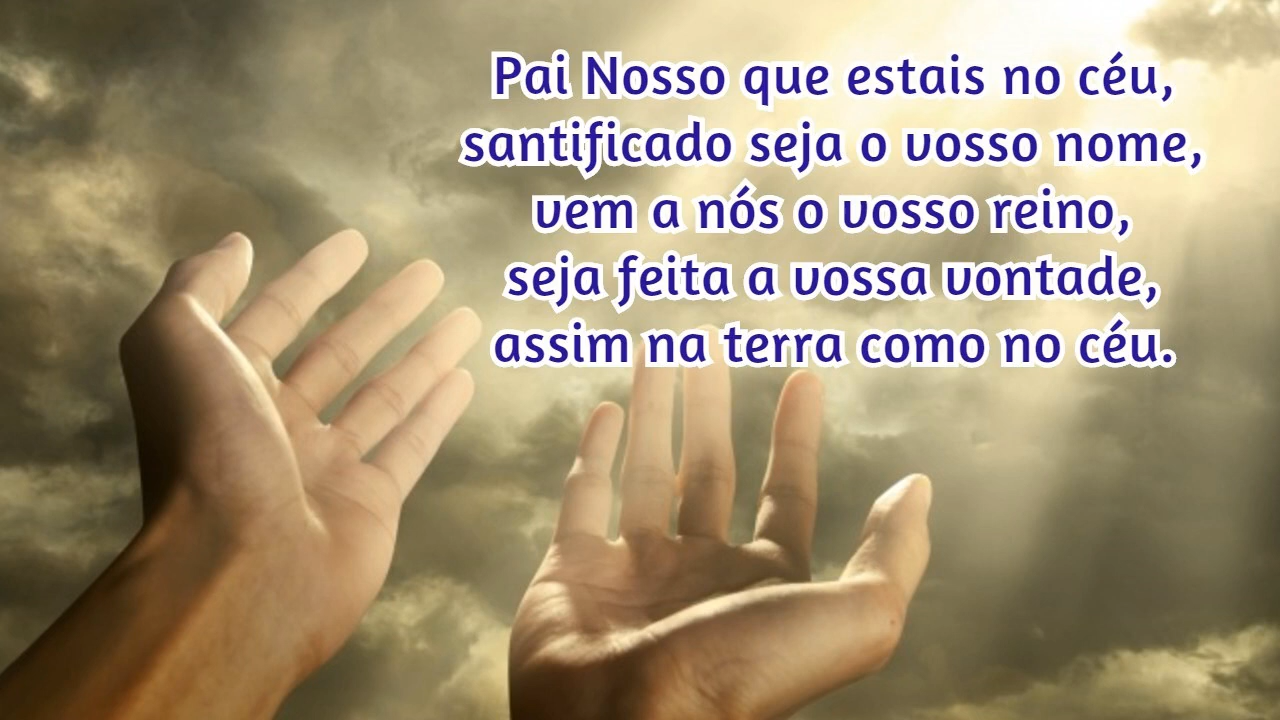 Pai Nosso que estais no céu,
santificado seja o vosso nome,
vem a nós o vosso reino,
seja feita a vossa vontade,
assim na terra como no céu.